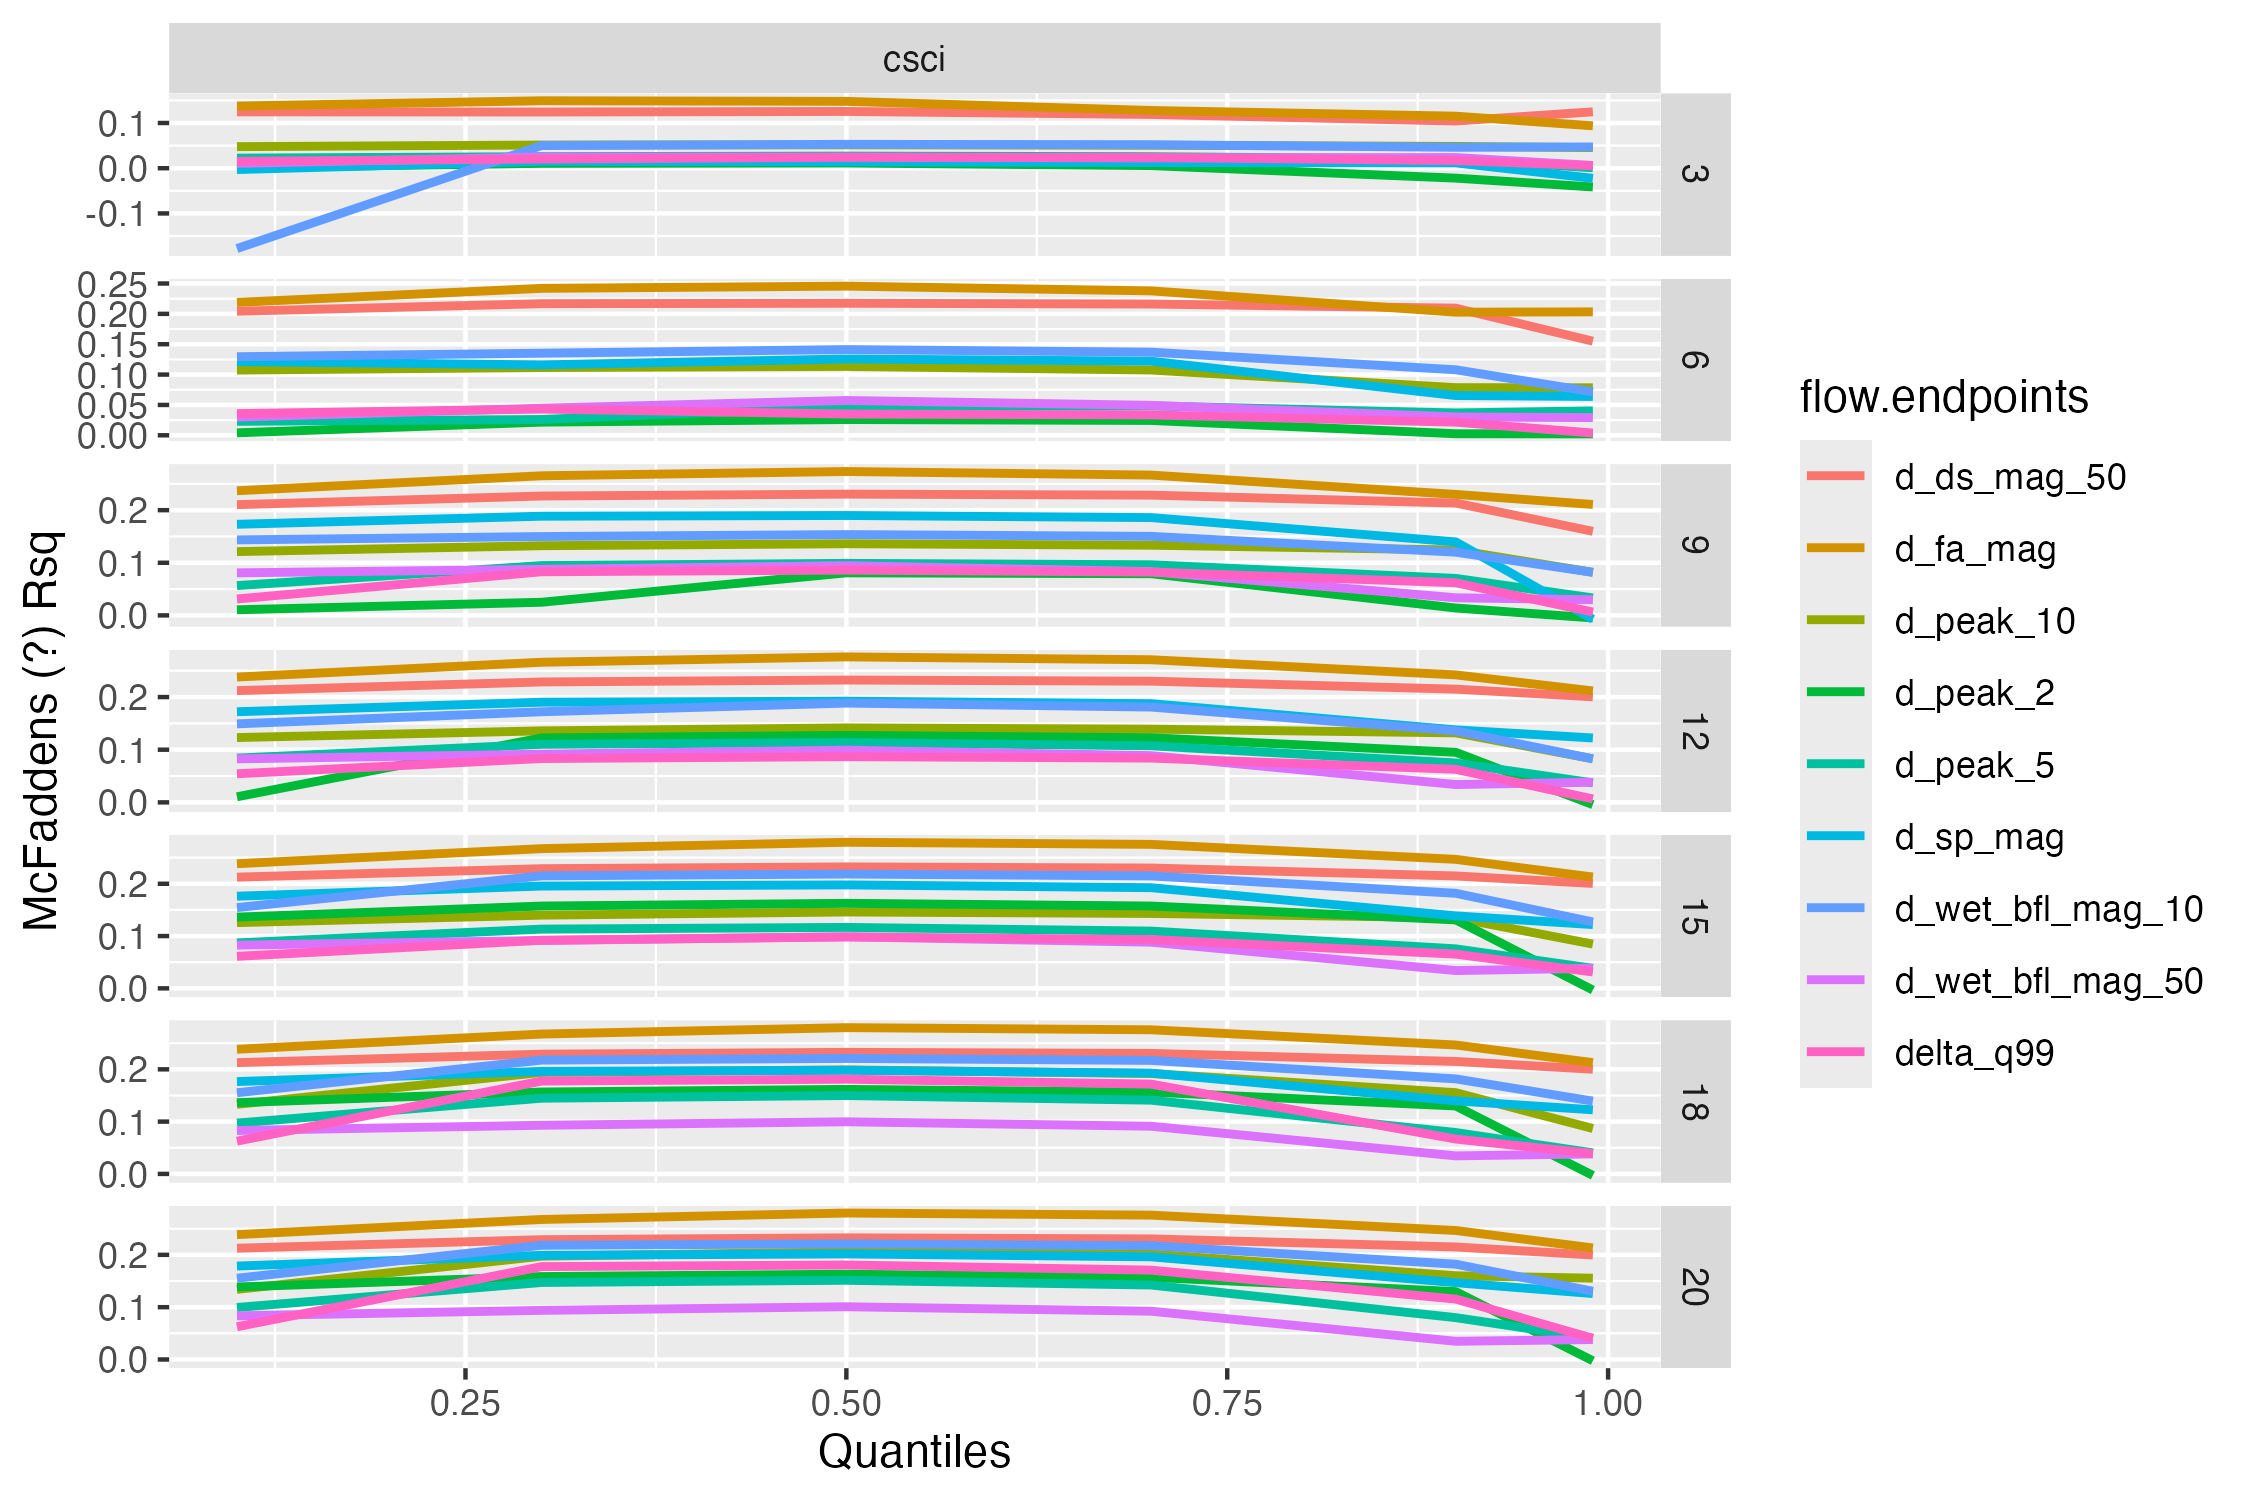 csci
McFaddens (?) Rsq
0.1
0.0
-0.1
3
0.25
0.20
0.15
0.10
0.05
0.00
6
0.2
0.1
0.0
9
0.2
0.1
0.0
12
0.2
0.1
0.0
15
0.2
0.1
0.0
18
0.2
0.1
0.0
20
0.25 0.50 0.75 1.00
Quantiles
flow.endpoints
d_ds_mag_50
d_fa_mag
d_peak_10
d_peak_2
d_peak_5
d_sp_mag
d_wet_bfl_mag_10
d_wet_bfl_mag_50
delta_q99